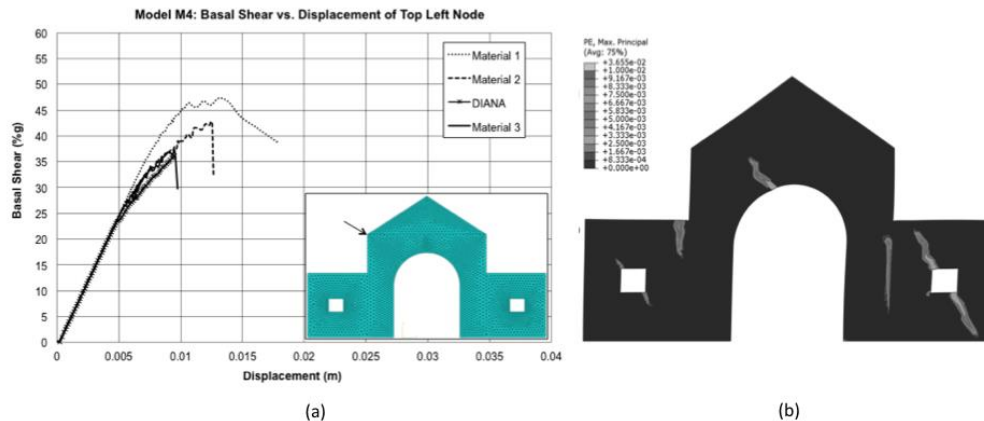 Model M4: Basal Shear vs. Displacement of Top Left Node
60
55
50
45
40
35
30
25
20
15
10
5
0
Basal Shear (%g)
Material 1
Material 2
DIANA
Material 3
0
0.005
0.01
0.015
0.02
0.025
0.03
0.035
0.04
Displacement (m)
(a)
PE, Max. Principal
(Avg: 75%)
+3.655e-02
+1.000e-02
+9.167e-03
+8.333e-03
+7.500e-03
+6.667e-03
+5.833e-03
+5.000e-03
+4.167e-03
+3.333e-03
+2.500e-03
+1.667e-03
+8.333e-04
+0.000e+00
(b)